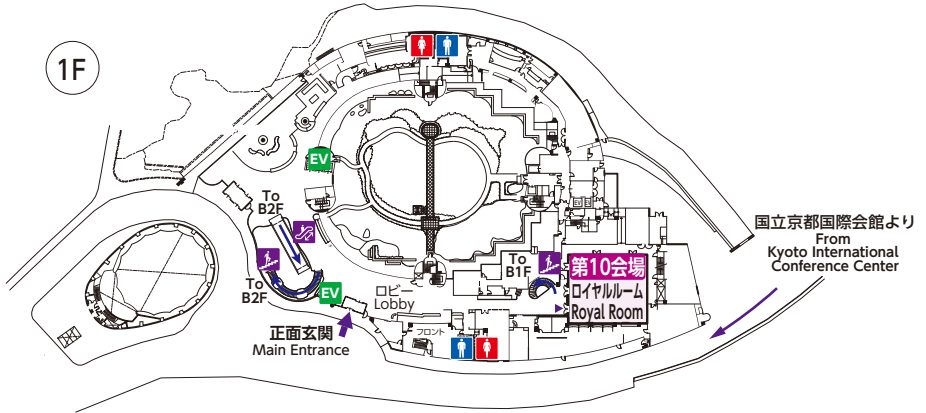 1F
EV
To
B2F
To
B2F
EV
ロビー
Lobby
正面玄関
Main Entrance
フロント
To
B1F
第10会場
ロイヤルルーム
Royal Room
国立京都国際会館より
From
Kyoto International
Conference Center